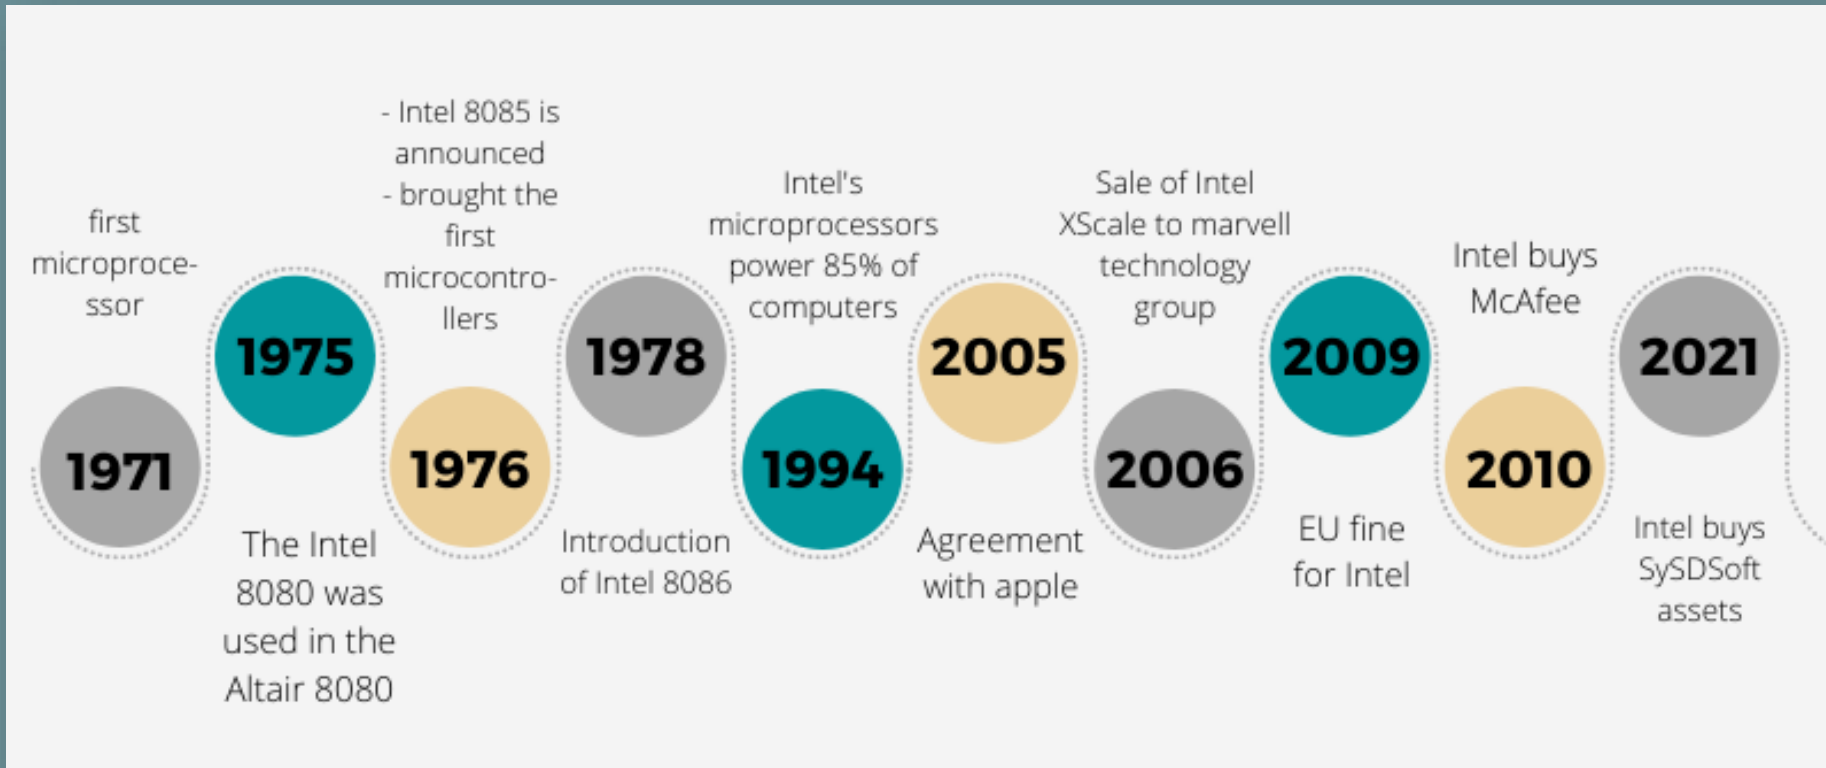 first
microproce-
ssor
1971
1975
The Intel
8080 was
used in the
Altair 8080
- Intel 8085 is
announced
- brought the
first
microcontro-
llers
1976
1978
Introduction
of Intel 8086
Intel's
microprocessors
power 85% of
computers
1994
2005
Agreement
with apple
Sale of Intel
XScale to marvell
technology
group
2006
2009
EU fine
for Intel
Intel buys
McAfee
2010
2021
Intel buys
SySDSoft
assets